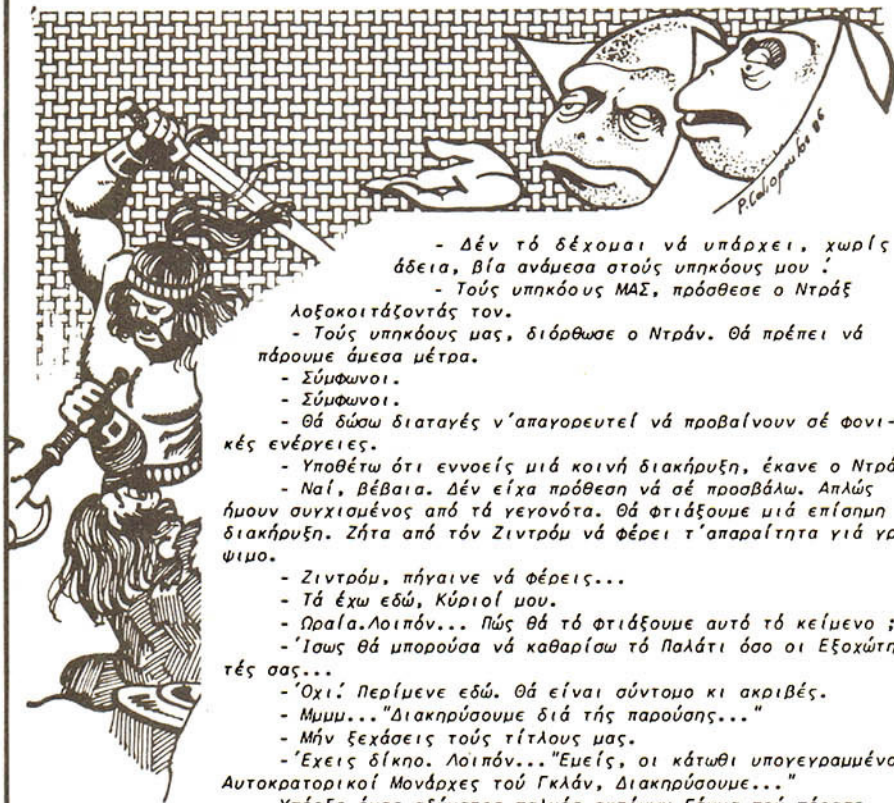 P. Caliopoulos 86
- Δέν τό δέχομαι νά υπάρχει, χωρίς
άδεια, βία ανάμεσα στούς υπηκόους μου !
- Τούς υπηκόους ΜΑΣ, πρόσθεσε ο Ντράξ
λοξοκοιτάζοντάς τον.
- Τούς υπηκόους μας, διόρθωσε ο Ντράν. Θά πρέπει νά
πάρουμε άμεσα μέτρα.
- Σύμφωνοι.
- Σύμφωνοι.
- Θά δώσω διαταγές ν΄απαγορευτεί νά προβαίνουν σέ φονι-
κές ενέργειες.
- Υποθέτω ότι εννοείς μιά κοινή διακήρυξη, έκανε ο Ντρά
- Ναί, βέβαια. Δέν είχα πρόθεση νά σέ προσβάλω. Απλώς
ήμουν συγχισμένος από τά γεγονότα. Θά φτιάξουμε μιά επίσημη
διακήρυξη. Ζήτα από τόν Ζιντρόμ νά φέρει τ΄απαραίτητα γιά γρ
ψιμο.
- Ζιντρόμ, πήγαινε νά φέρεις...
- Τά έχω εδώ, Κύριοί μου.
- Ωραία.Λοιπόν... Πώς θά τό φτιάξουμε αυτό τό κείμενο ;
-΄Ισως θά μπορούσα νά καθαρίσω τό Παλάτι όσο οι Εξοχώτη
τές σας...
-΄Οχι! Περίμενε εδώ. Θά είναι σύντομο κι ακριβές.
- Μμμμ..."Διακηρύσουμε διά τής παρούσης..."
- Μήν ξεχάσεις τούς τίτλους μας.
-΄Εχεις δίκηο. Λοιπόν..."Εμείς, οι κάτωθι υπογεγραμμένο
Αυτοκρατορικοί Μονάρχες τού Γκλάν, Διακηρύσουμε..."